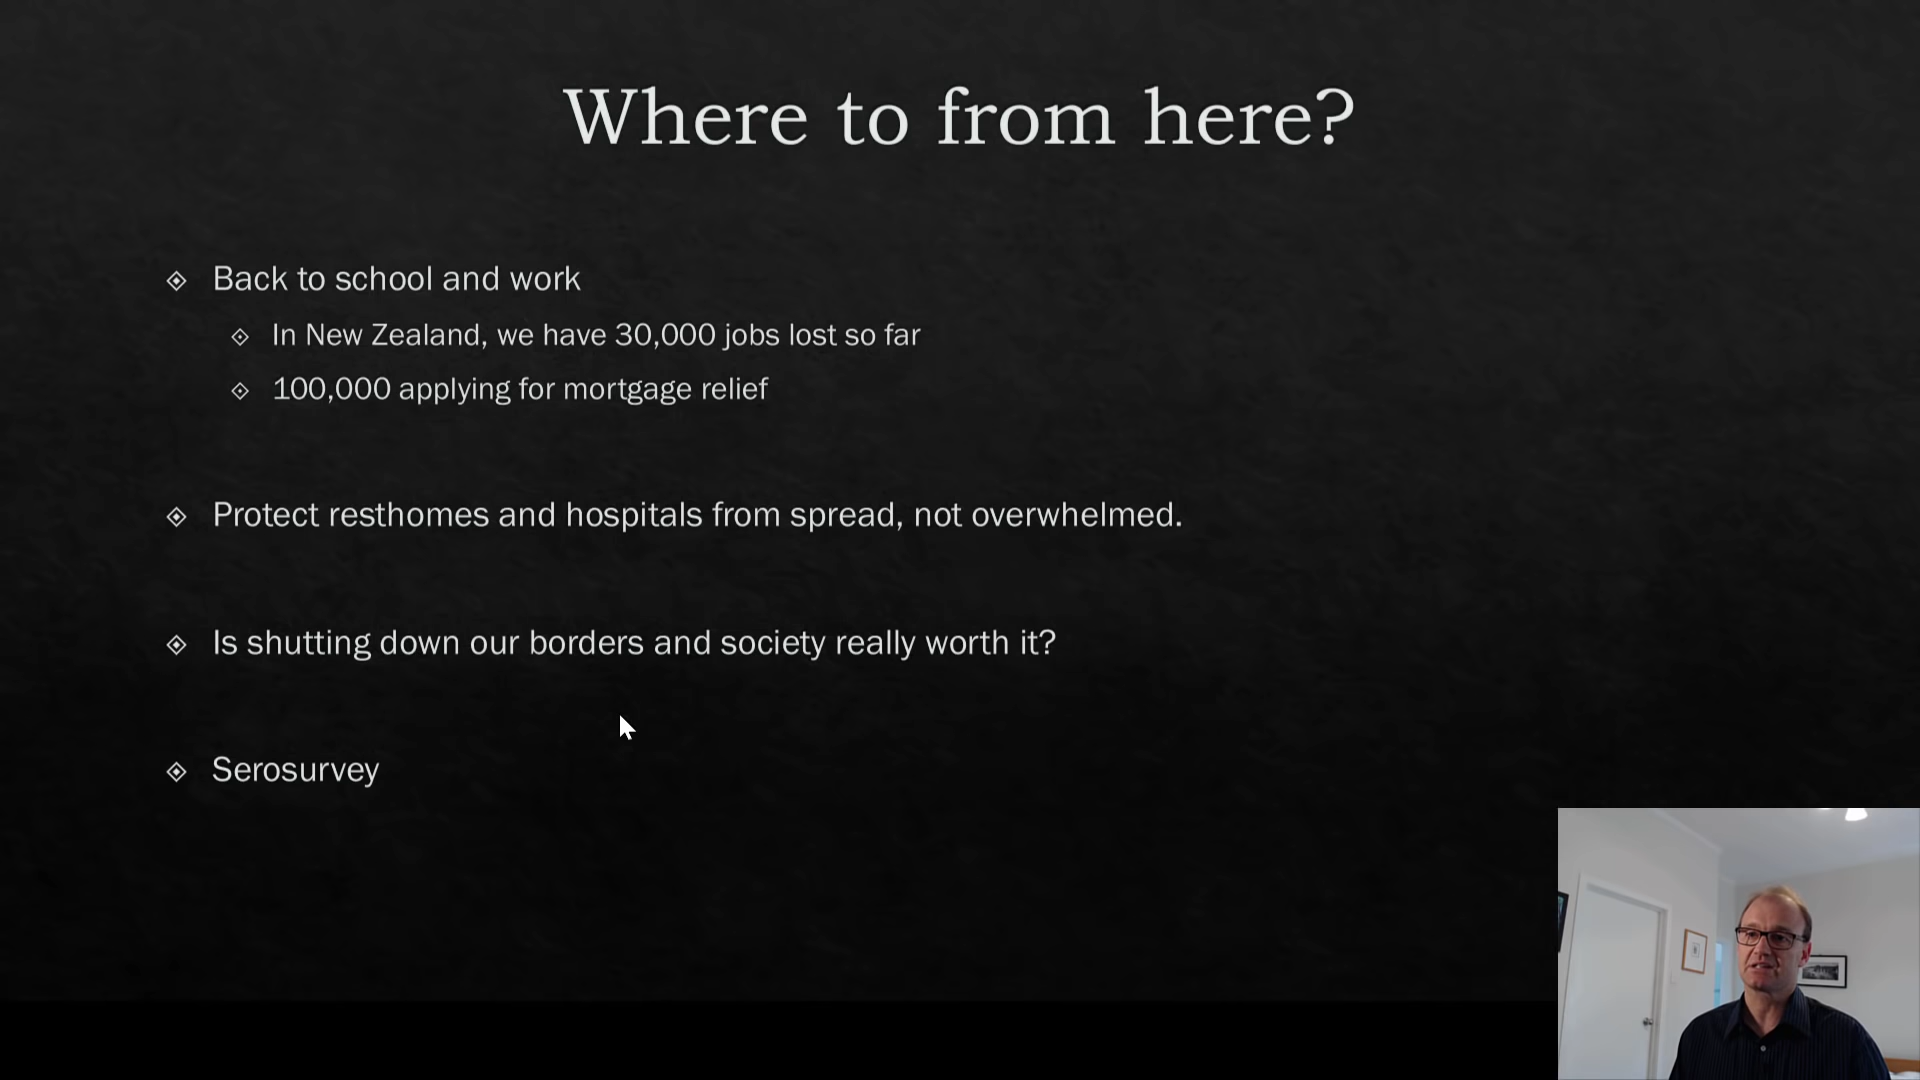 Where to from here?
Back to school and work
In New Zealand, we have 30,000 jobs lost so far
100,000 applying for mortgage relief
Protect resthomes and hospitals from spread, not overwhelmed.
Is shutting down our borders and society really worth it?
Serosurvey